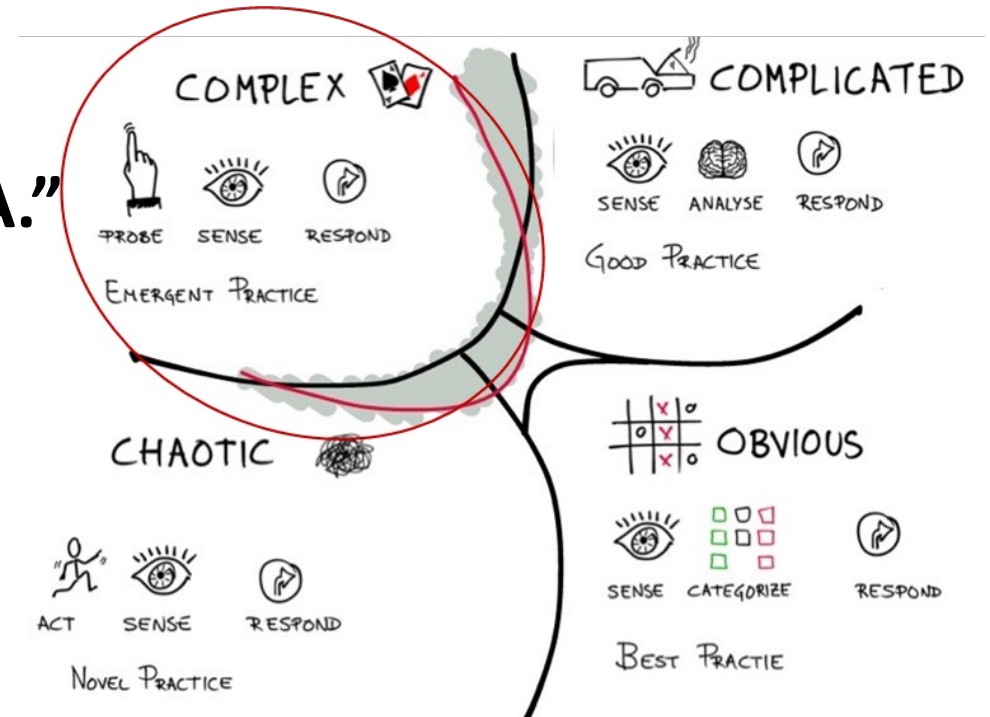 A.”
COMPLEX
PROBE SENSE RESPOND
EMERGENT PRACTICE
COMPLICATED
SENSE ANALYSE RESPOND
GOOD PRACTICE
CHAOTIC
ACT SENSE RESPOND
NOVEL PRACTICE
X O
O X
X O
OBVIOUS
SENSE CATEGORIZE RESPOND
BEST PRACTIE